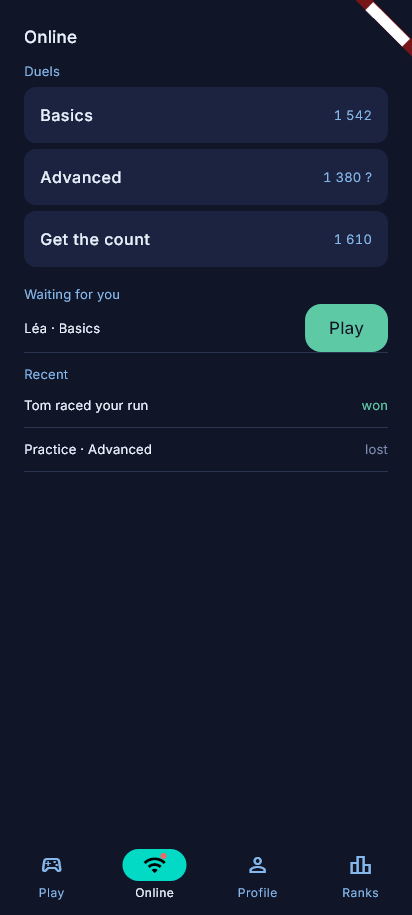 Online
Duels
Basics 1 542
Advanced 1 380 ?
Get the count 1 610
Waiting for you
Léa · Basics Play
Recent
Tom raced your run won
Practice · Advanced lost
Play Online Profile Ranks